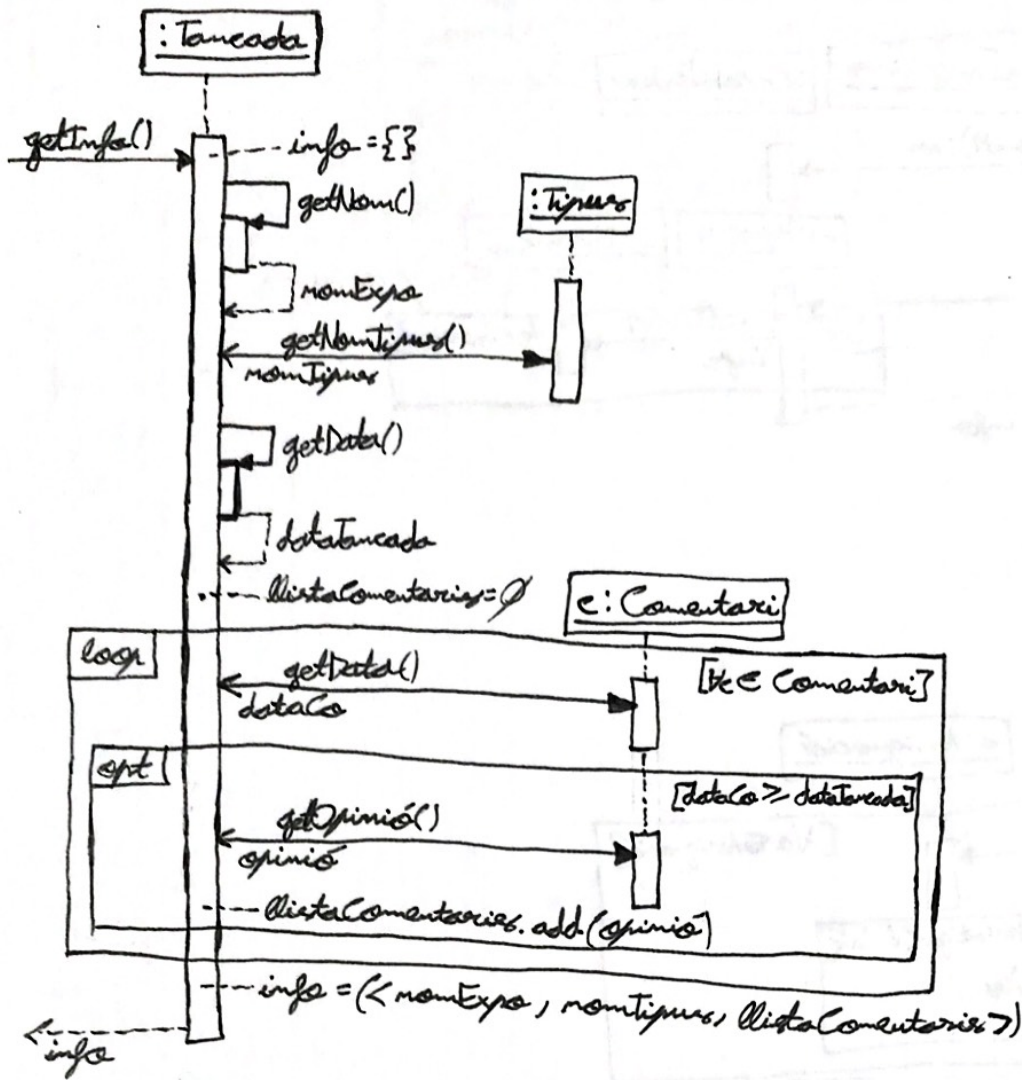 :Tancada
getInfo()
info = {}
getNom()
:Tipus
nomExpo
getNomTipus()
nomTipus
getData()
dataTancada
llistaComentaris = ∅
c: Comentari
loop
[∀c ∈ Comentari]
getData()
dataCo
opt
[dataCo >= dataTancada]
getOpinió()
opinió
llistaComentaris.add(opinió)
info = (<nomExpo, nomTipus, llistaComentaris>)
info